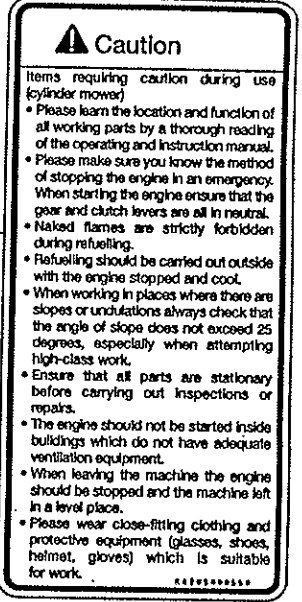 Caution
Items requiring caution during use
(cylinder mower)
• Please learn the location and function of
all working parts by a thorough reading
of the operating and instruction manual.
• Please make sure you know the method
of stopping the engine in an emergency.
When starting the engine ensure that the
gear and clutch levers are all in neutral.
• Naked flames are strictly forbidden
during refuelling.
• Refuelling should be carried out outside
with the engine stopped and cool.
• When working in places where there are
slopes or undulations always check that
the angle of slope does not exceed 25
degrees, especially when attempting
high-class work.
• Ensure that all parts are stationary
before carrying out inspections or
repairs.
• The engine should not be started inside
buildings which do not have adequate
ventilation equipment.
• When leaving the machine the engine
should be stopped and the machine left
in a level place.
• Please wear close-fitting clothing and
protective equipment (glasses, shoes,
helmet, gloves) which is suitable
for work.